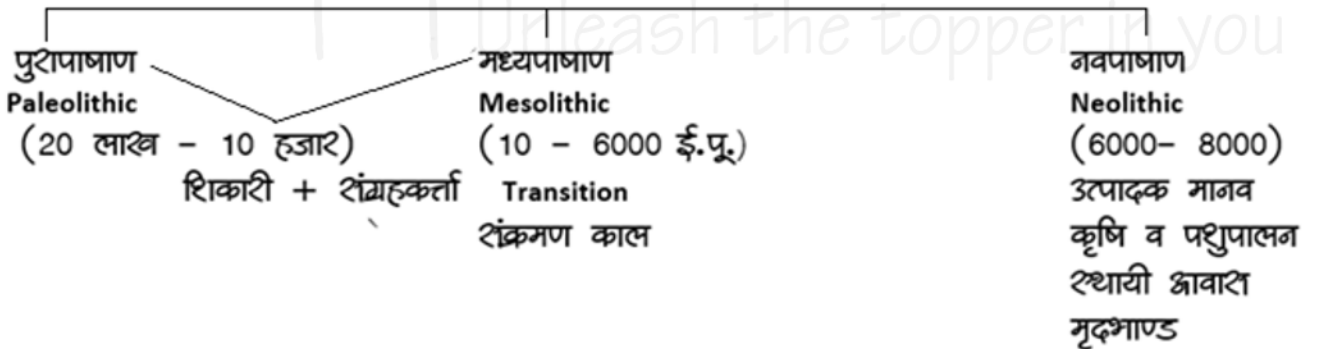 Unleash the topper in you
पुरापाषाण
Paleolithic
(20 लाख – 10 हजार)
शिकारी + संग्रहकर्त्ता
मध्यपाषाण
Mesolithic
(10 – 6000 ई.पू.)
Transition
संक्रमण काल
नवपाषाण
Neolithic
(6000– 8000)
उत्पादक मानव
कृषि व पशुपालन
स्थायी आवास
मृदभाण्ड